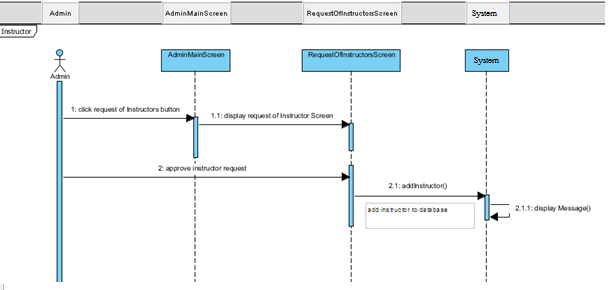 Admin AdminMainScreen RequestOfInstructorsScreen System
Instructor
AdminMainScreen RequestOfInstructorsScreen System
Admin
1: click request of Instructors button
1.1: display request of Instructor Screen
2: approve instructor request
2.1: addInstructor()
add instructor to database
2.1.1: display Message()